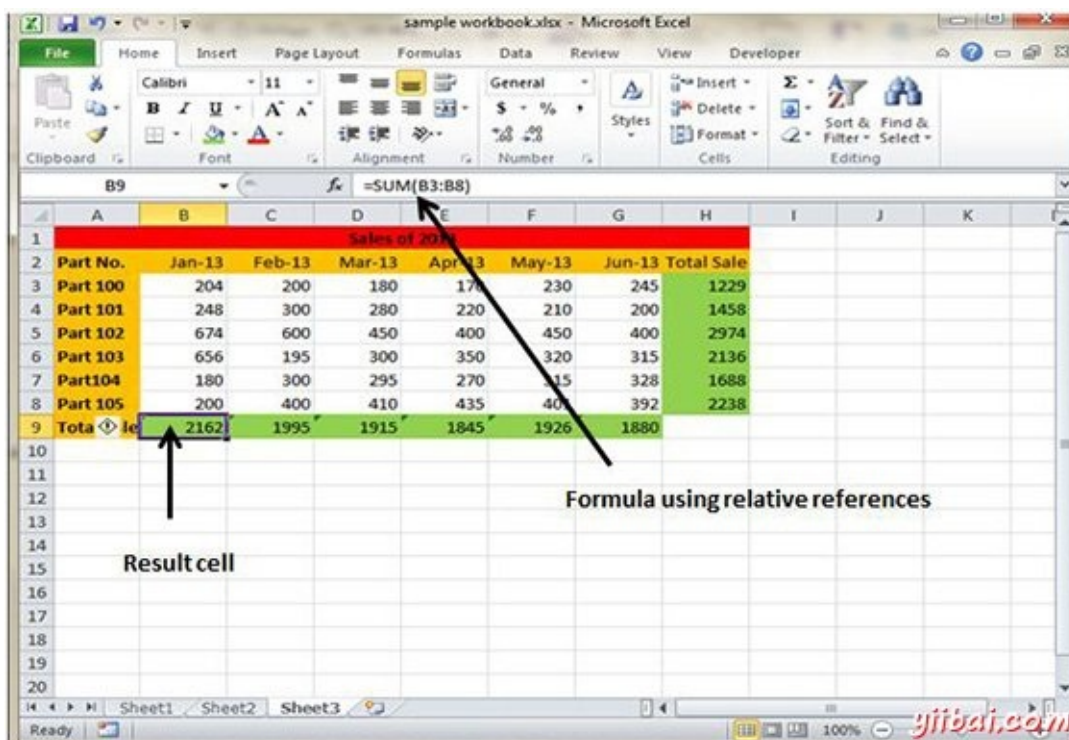 sample workbook.xlsx - Microsoft Excel
File Home Insert Page Layout Formulas Data Review View Developer
Calibri 11 General Insert Σ
B I U A A $ % , Styles Delete
Paste Sort & Find &
A Format Filter Select
Clipboard Font Alignment Number Cells Editing
B9 fx =SUM(B3:B8)
A B C D E F G H I J K
1 Sales of
2 Part No. Jan-13 Feb-13 Mar-13 May-13 Jun-13 Total Sale
3 Part 100 204 200 180 230 245 1229
4 Part 101 248 300 280 220 210 200 1458
5 Part 102 674 600 450 400 450 400 2974
6 Part 103 656 195 300 350 320 315 2136
7 Part104 180 300 295 270 328 1688
8 Part 105 200 400 410 435 392 2238
9 Tota le 2162 1995 1915 1845 1926 1880
10
11
12 Formula using relative references
13
14
15 Result cell
16
17
18
19
20
Sheet1 Sheet2 Sheet3
Ready 100%
yiibai.com